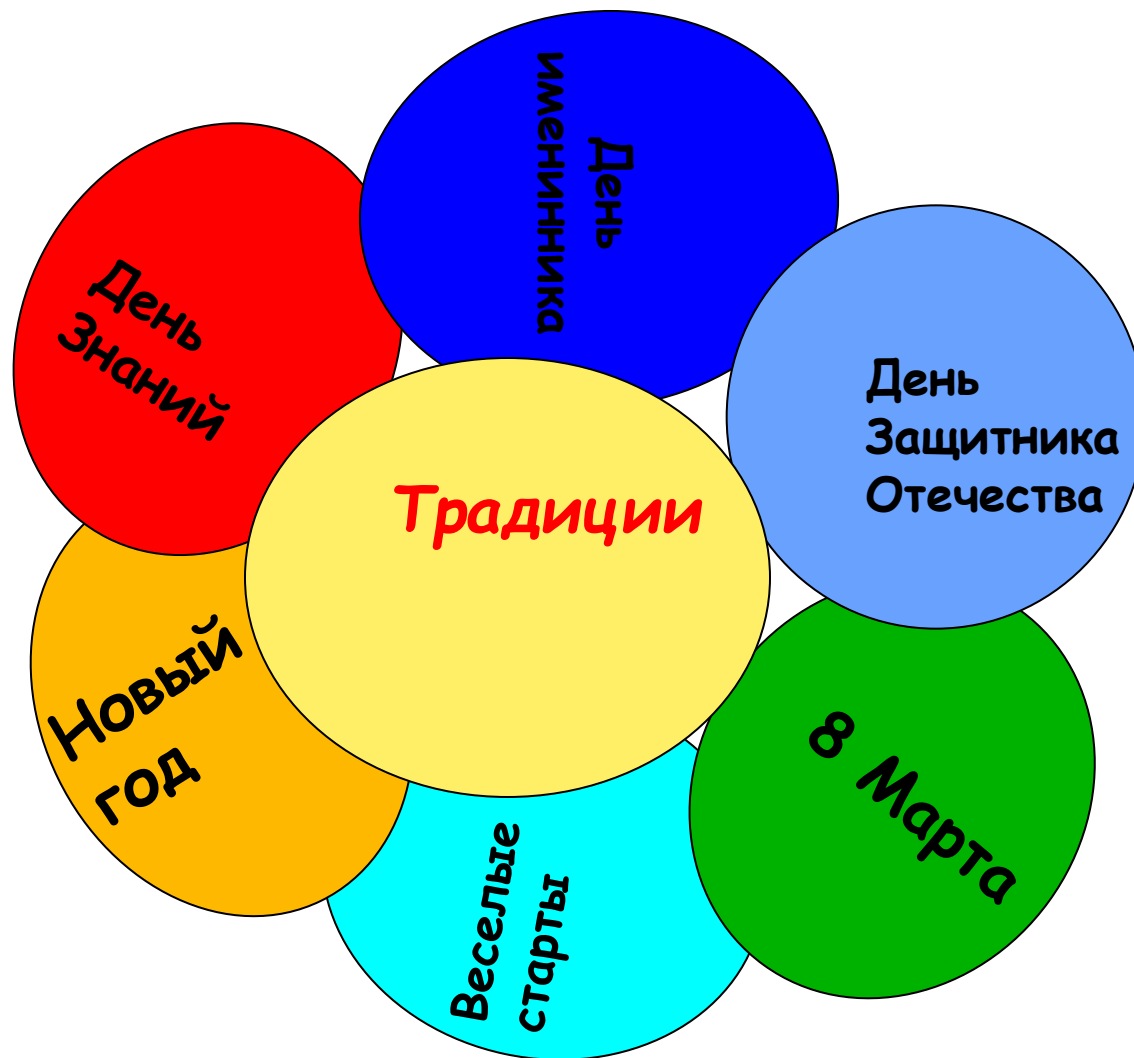 День
именинника
День
Знаний
День
Защитника
Отечества
Традиции
Новый
год
8 Марта
Веселые
старты